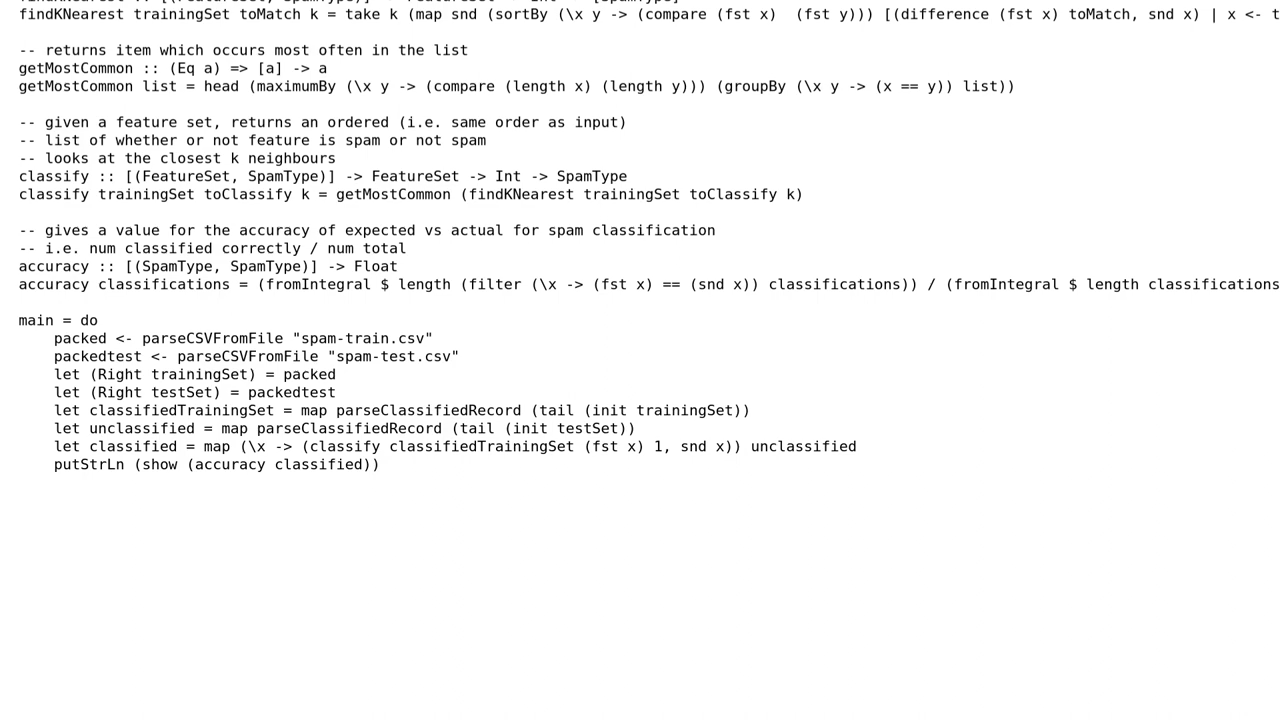 findKNearest :: [(FeatureSet, SpamType)] -> FeatureSet -> Int -> [SpamType]
findKNearest trainingSet toMatch k = take k (map snd (sortBy (\x y -> (compare (fst x)  (fst y))) [(difference (fst x) toMatch, snd x) | x <- t
-- returns item which occurs most often in the list
getMostCommon :: (Eq a) => [a] -> a
getMostCommon list = head (maximumBy (\x y -> (compare (length x) (length y))) (groupBy (\x y -> (x == y)) list))
-- given a feature set, returns an ordered (i.e. same order as input)
-- list of whether or not feature is spam or not spam
-- looks at the closest k neighbours
classify :: [(FeatureSet, SpamType)] -> FeatureSet -> Int -> SpamType
classify trainingSet toClassify k = getMostCommon (findKNearest trainingSet toClassify k)
-- gives a value for the accuracy of expected vs actual for spam classification
-- i.e. num classified correctly / num total
accuracy :: [(SpamType, SpamType)] -> Float
accuracy classifications = (fromIntegral $ length (filter (\x -> (fst x) == (snd x)) classifications)) / (fromIntegral $ length classifications
main = do
    packed <- parseCSVFromFile "spam-train.csv"
    packedtest <- parseCSVFromFile "spam-test.csv"
    let (Right trainingSet) = packed
    let (Right testSet) = packedtest
    let classifiedTrainingSet = map parseClassifiedRecord (tail (init trainingSet))
    let unclassified = map parseClassifiedRecord (tail (init testSet))
    let classified = map (\x -> (classify classifiedTrainingSet (fst x) 1, snd x)) unclassified
    putStrLn (show (accuracy classified))